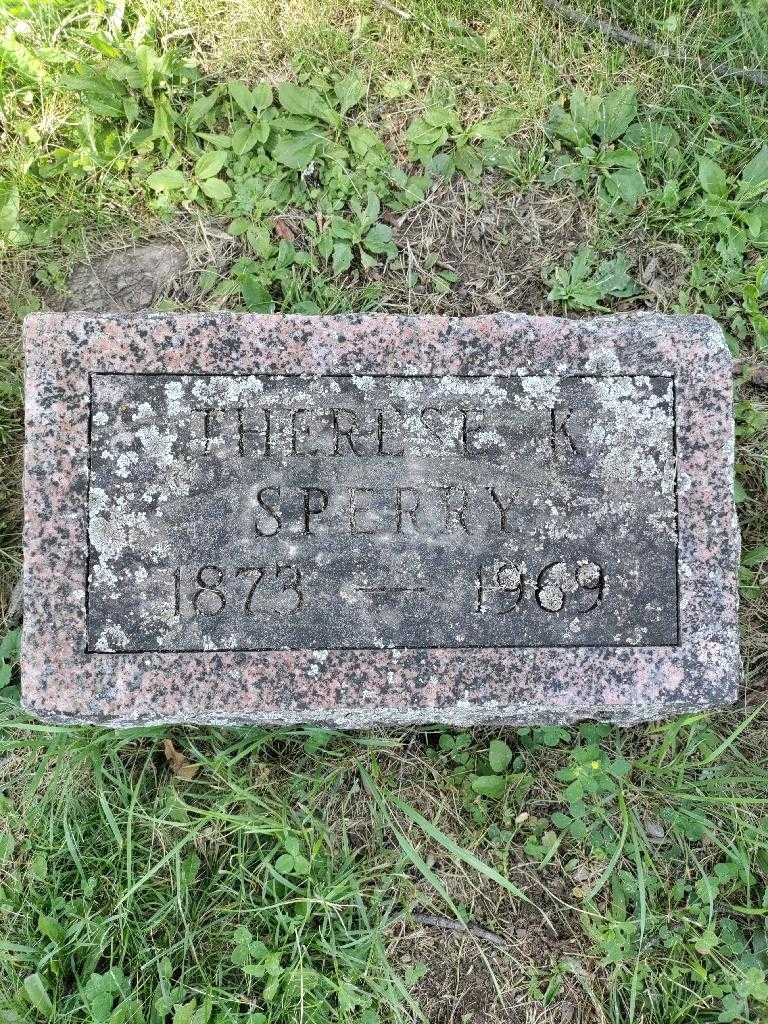 THERESE K
SPERRY
1873 — 1969